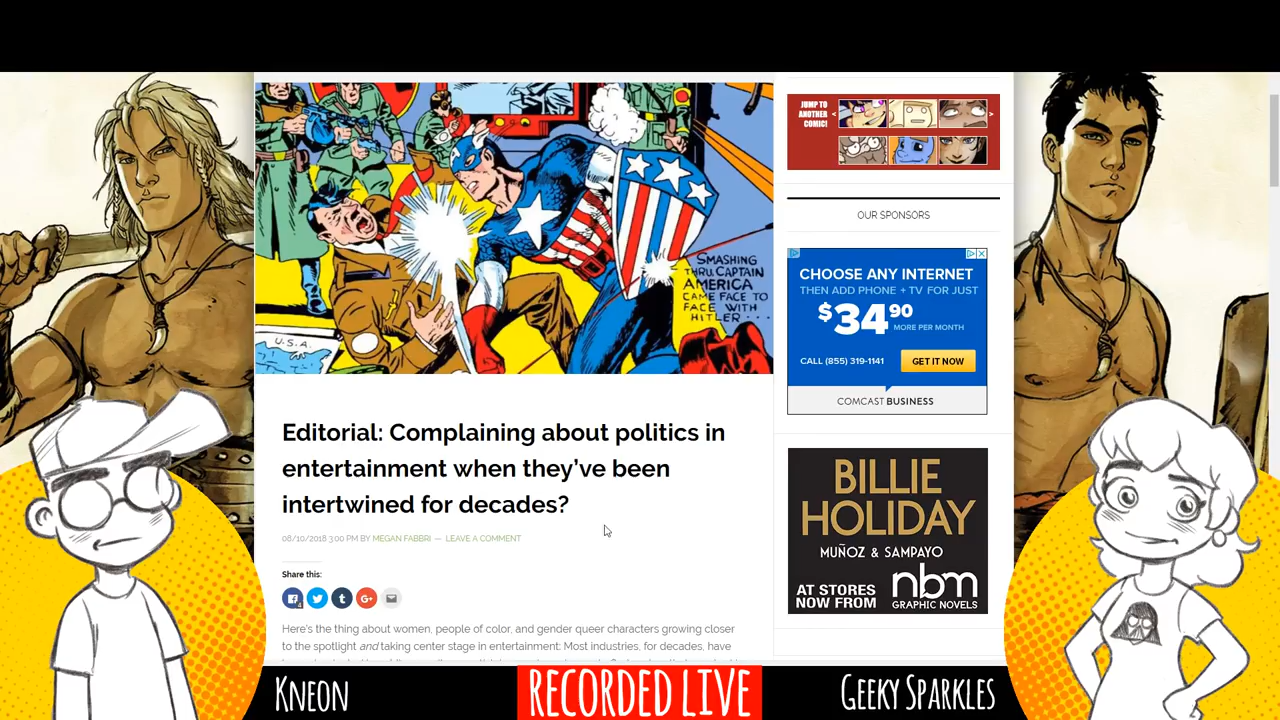 SMASHING
THRU, CAPTAIN
AMERICA
CAME FACE TO
FACE WITH
HITLER . . .
U.S.A.
Editorial: Complaining about politics in
entertainment when they've been
intertwined for decades?
08/10/2018 3:00 PM BY MEGAN FABBRI — LEAVE A COMMENT
Share this:
4
Here's the thing about women, people of color, and gender queer characters growing closer
to the spotlight and taking center stage in entertainment: Most industries, for decades, have
JUMP TO
ANOTHER
COMIC!
OUR SPONSORS
CHOOSE ANY INTERNET
THEN ADD PHONE + TV FOR JUST
$34.90
MORE PER MONTH
CALL (855) 319-1141
GET IT NOW
COMCAST BUSINESS
BILLIE
HOLIDAY
MUÑOZ & SAMPAYO
AT STORES
NOW FROM
nbm
GRAPHIC NOVELS
KNEON
RECORDED LIVE
GEEKY SPARKLES